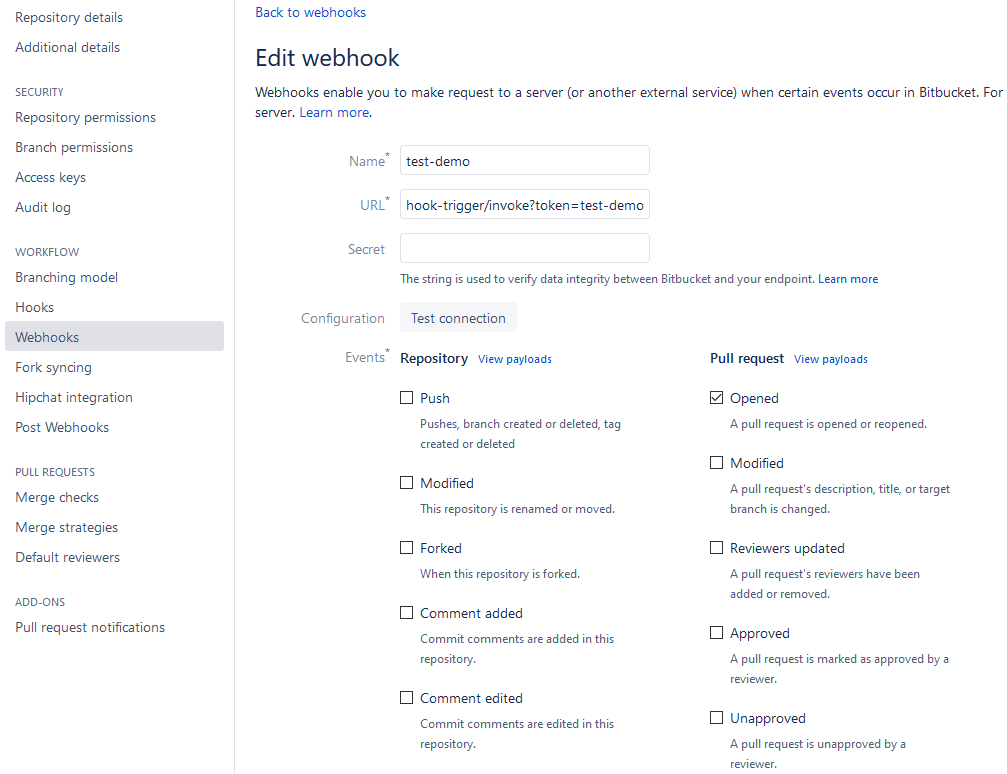 Repository details
Additional details
SECURITY
Repository permissions
Branch permissions
Access keys
Audit log
WORKFLOW
Branching model
Hooks
Webhooks
Fork syncing
Hipchat integration
Post Webhooks
PULL REQUESTS
Merge checks
Merge strategies
Default reviewers
ADD-ONS
Pull request notifications
Back to webhooks
Edit webhook
Webhooks enable you to make request to a server (or another external service) when certain events occur in Bitbucket. For
server. Learn more.
Name* test-demo
URL* hook-trigger/invoke?token=test-demo
Secret
The string is used to verify data integrity between Bitbucket and your endpoint. Learn more
Configuration Test connection
Events* Repository View payloads
Push
Pushes, branch created or deleted, tag
created or deleted
Modified
This repository is renamed or moved.
Forked
When this repository is forked.
Comment added
Commit comments are added in this
repository.
Comment edited
Commit comments are edited in this
repository.
Pull request View payloads
Opened
A pull request is opened or reopened.
Modified
A pull request's description, title, or target
branch is changed.
Reviewers updated
A pull request's reviewers have been
added or removed.
Approved
A pull request is marked as approved by a
reviewer.
Unapproved
A pull request is unapproved by a
reviewer.